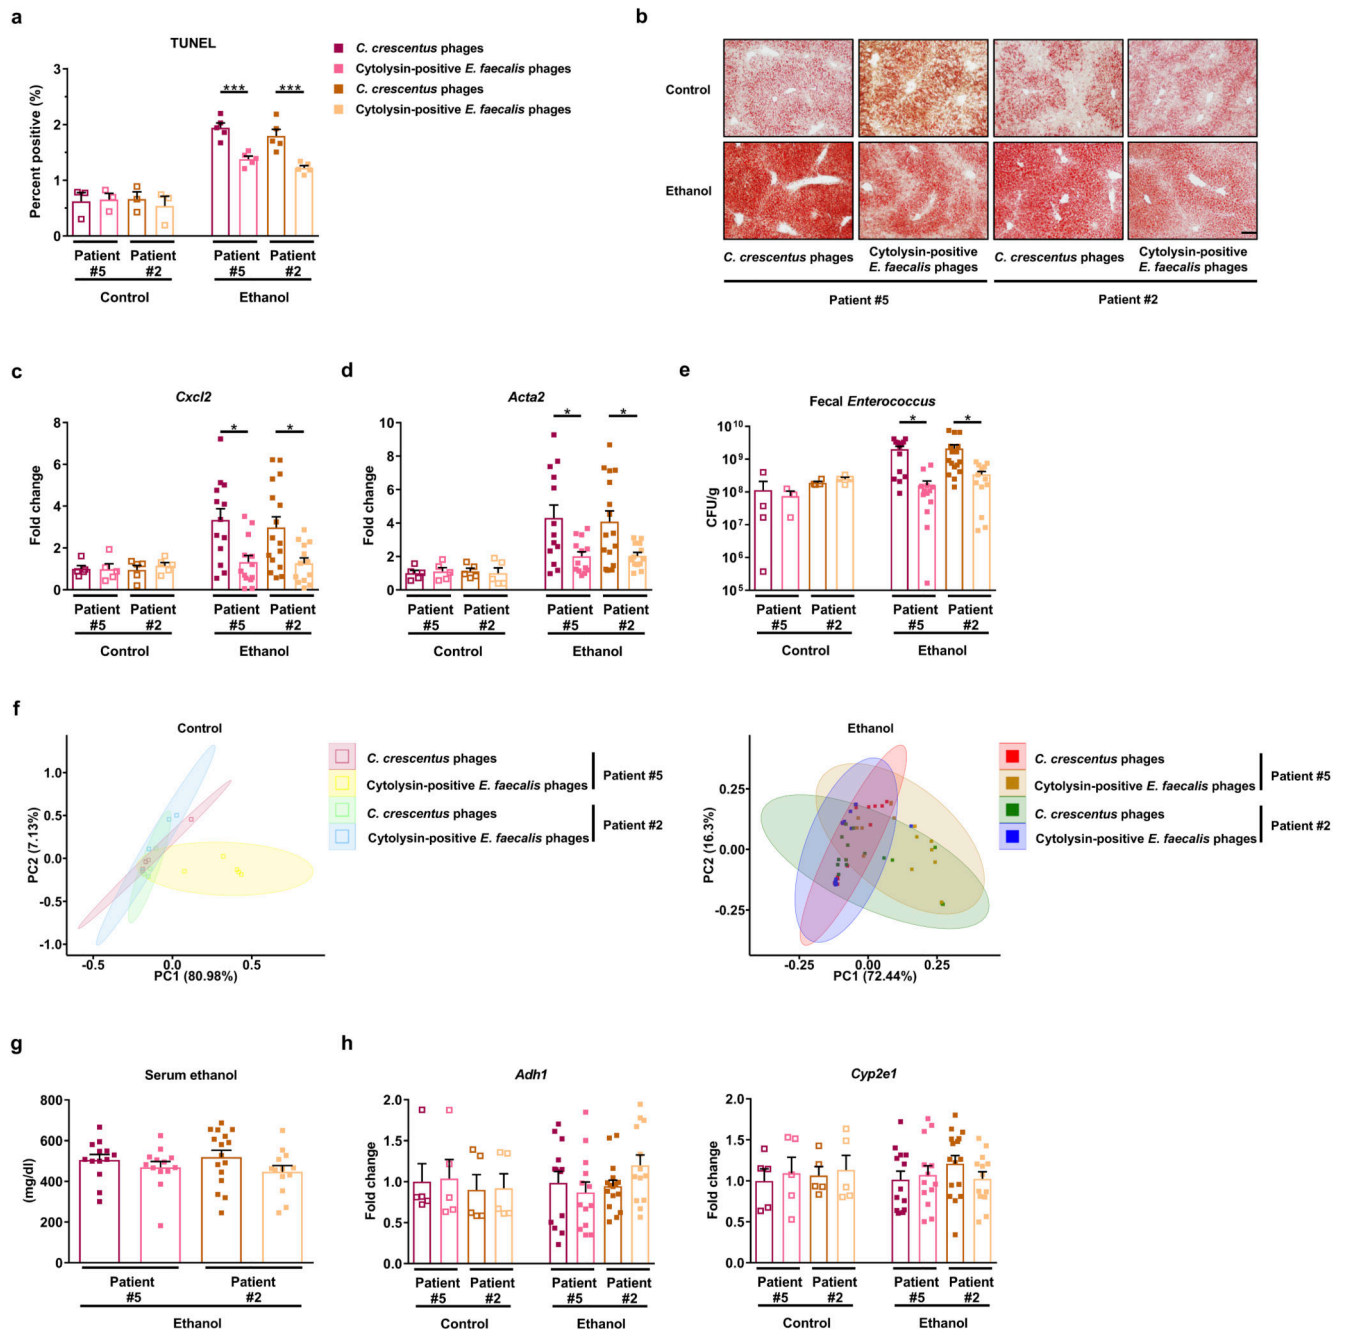 a
TUNEL
C. crescentus phages
Cytolysin-positive E. faecalis phages
C. crescentus phages
Cytolysin-positive E. faecalis phages
Percent positive (%)
3
2
1
0
***
***
Patient #5
Patient #2
Patient #5
Patient #2
Control
Ethanol
b
Control
Ethanol
C. crescentus phages
Cytolysin-positive E. faecalis phages
C. crescentus phages
Cytolysin-positive E. faecalis phages
Patient #5
Patient #2
c
Cxcl2
Fold change
8
6
4
2
0
*
*
Patient #5
Patient #2
Patient #5
Patient #2
Control
Ethanol
d
Acta2
Fold change
10
8
6
4
2
0
*
*
Patient #5
Patient #2
Patient #5
Patient #2
Control
Ethanol
e
Fecal Enterococcus
CFU/g
10^10
10^9
10^8
10^7
10^6
10^5
*
*
Patient #5
Patient #2
Patient #5
Patient #2
Control
Ethanol
f
Control
PC2 (7.13%)
1.0
0.5
0.0
-0.5
-1.0
-0.5
0.0
0.5
PC1 (80.98%)
C. crescentus phages
Cytolysin-positive E. faecalis phages
Patient #5
C. crescentus phages
Cytolysin-positive E. faecalis phages
Patient #2
Ethanol
PC2 (16.3%)
0.25
0.00
-0.25
-0.25
0.00
0.25
PC1 (72.44%)
C. crescentus phages
Cytolysin-positive E. faecalis phages
Patient #5
C. crescentus phages
Cytolysin-positive E. faecalis phages
Patient #2
g
Serum ethanol
(mg/dl)
800
600
400
200
0
Patient #5
Patient #2
Ethanol
h
Adh1
Fold change
2.0
1.5
1.0
0.5
0.0
Patient #5
Patient #2
Patient #5
Patient #2
Control
Ethanol
Cyp2e1
Fold change
2.0
1.5
1.0
0.5
0.0
Patient #5
Patient #2
Patient #5
Patient #2
Control
Ethanol